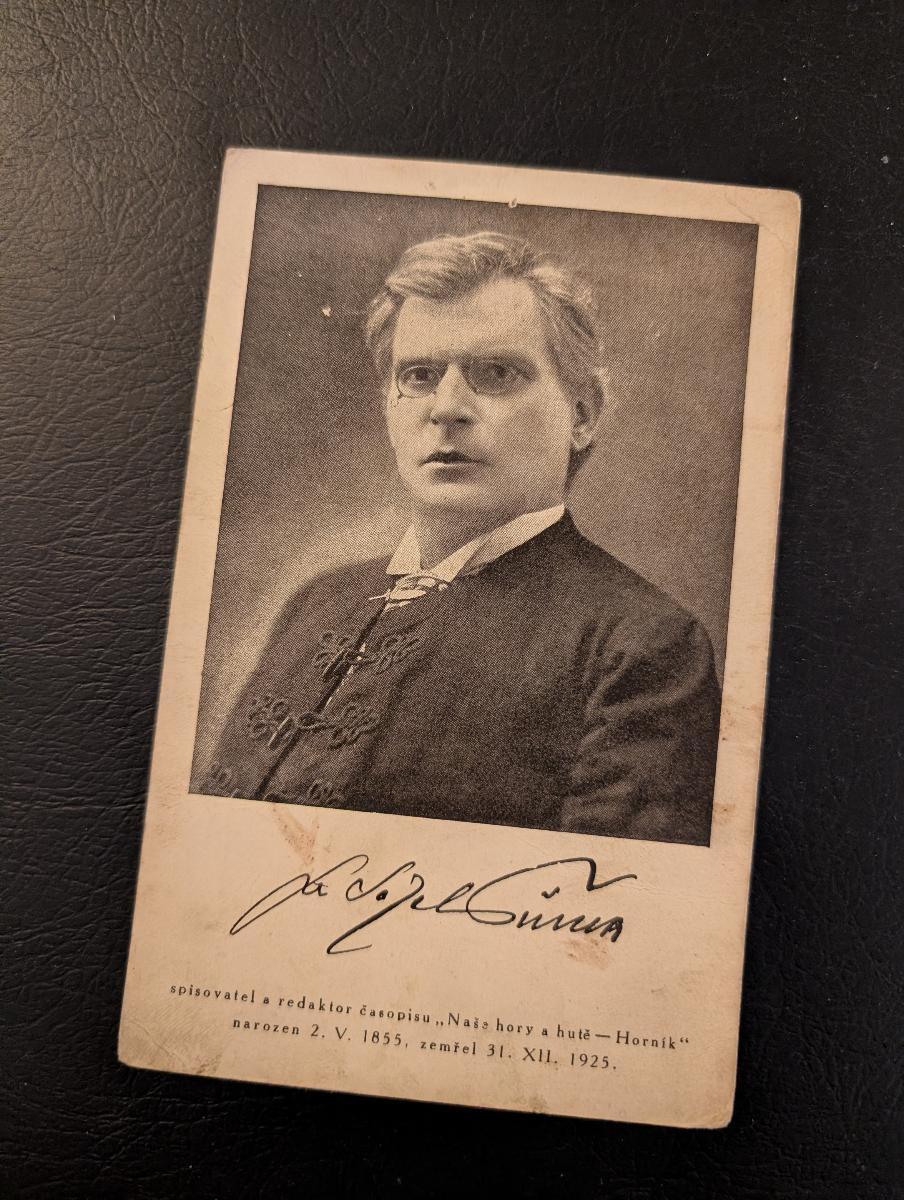 spisovatel a redaktor časopisu „Naše hory a hutě — Horník“
narozen 2. V. 1855, zemřel 31. XII. 1925.